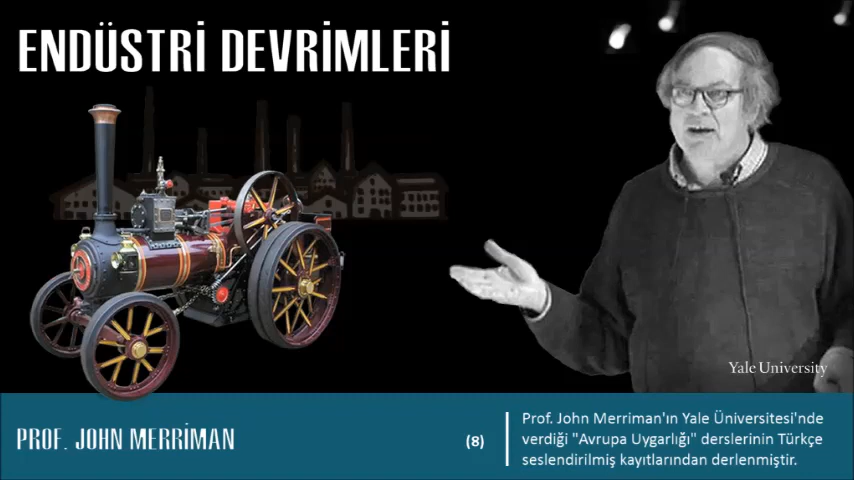 ENDÜSTRİ DEVRİMLERİ
Yale University
PROF. JOHN MERRİMAN
(8)
Prof. John Merriman'ın Yale Üniversitesi'nde
verdiği "Avrupa Uygarlığı" derslerinin Türkçe
seslendirilmiş kayıtlarından derlenmiştir.